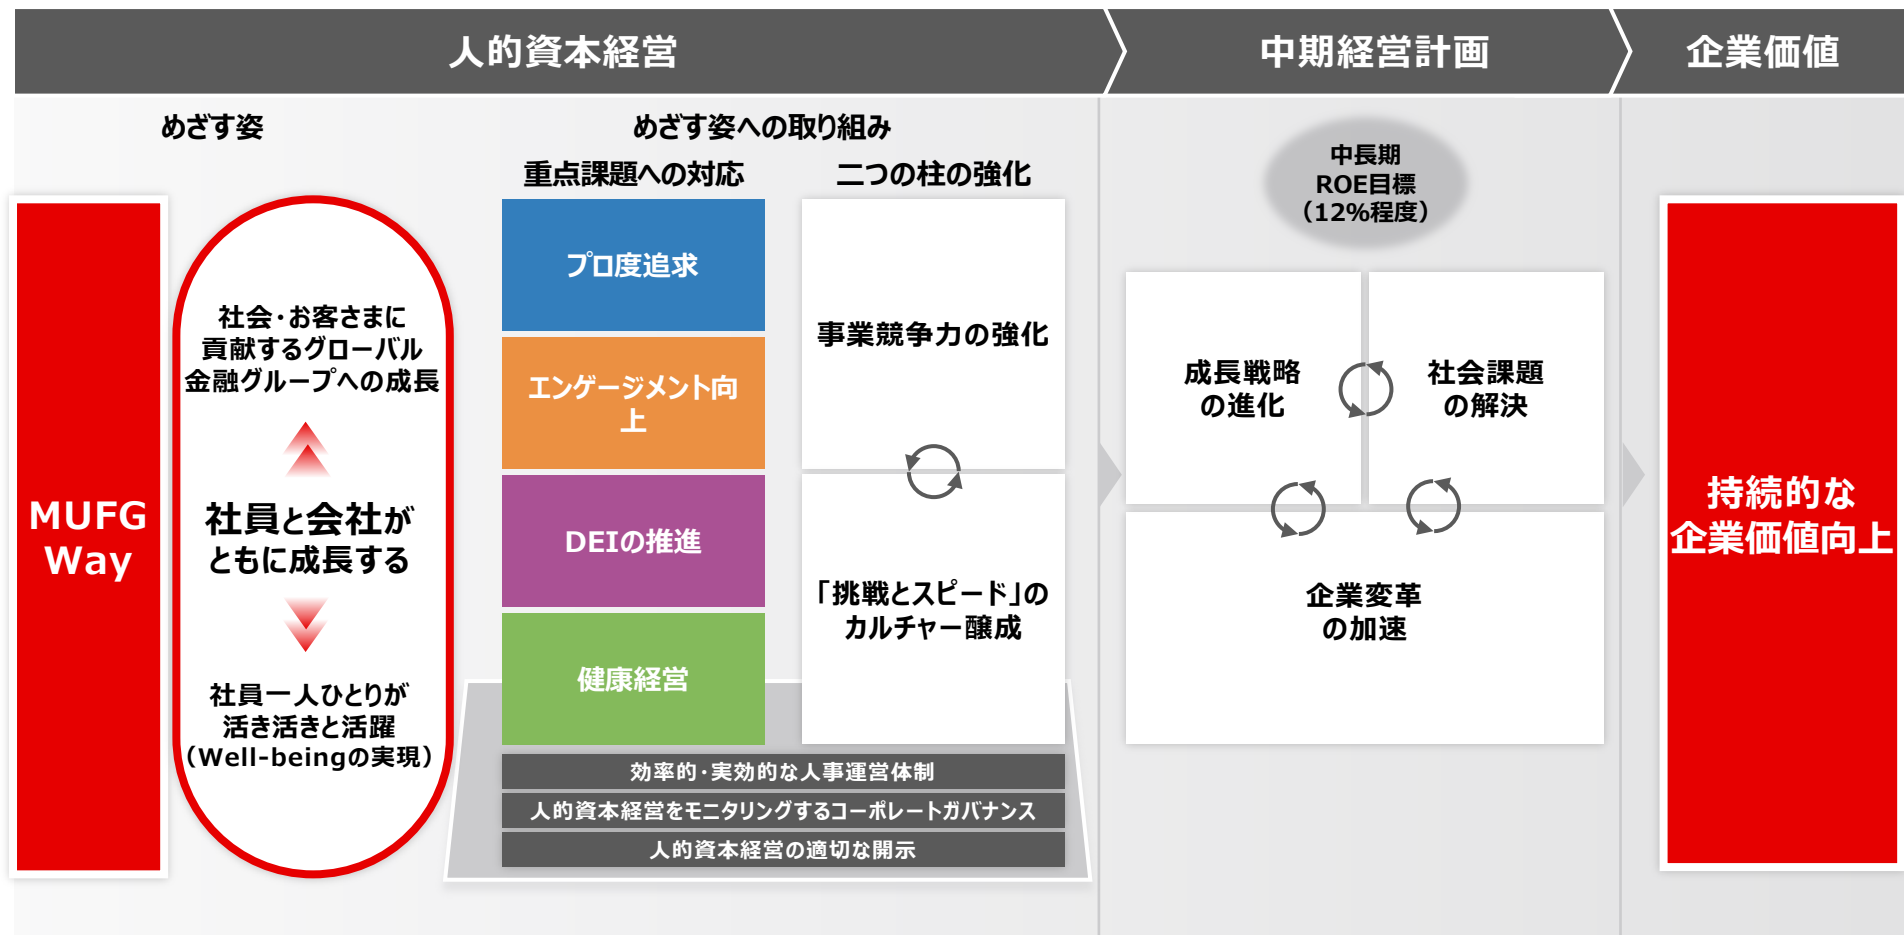 人的資本経営
中期経営計画
企業価値
めざす姿
めざす姿への取り組み
重点課題への対応
二つの柱の強化
MUFG
Way
社会・お客さまに
貢献するグローバル
金融グループへの成長
社員と会社が
ともに成長する
社員一人ひとりが
活き活きと活躍
（Well-beingの実現）
プロ度追求
エンゲージメント向
上
DEIの推進
健康経営
事業競争力の強化
「挑戦とスピード」の
カルチャー醸成
効率的・実効的な人事運営体制
人的資本経営をモニタリングするコーポレートガバナンス
人的資本経営の適切な開示
中長期
ROE目標
（12%程度）
成長戦略
の進化
社会課題
の解決
企業変革
の加速
持続的な
企業価値向上